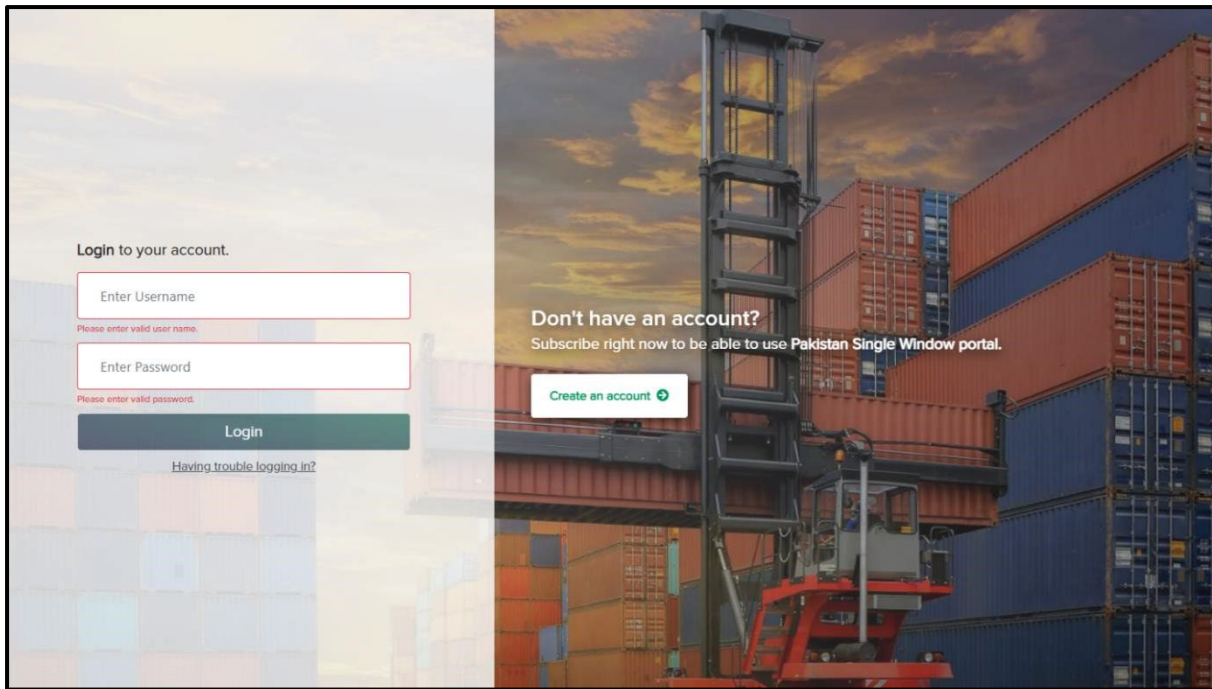 Login to your account.
Enter Username
Please enter valid user name.
Enter Password
Please enter valid password.
Login
Having trouble logging in?
Don't have an account?
Subscribe right now to be able to use Pakistan Single Window portal.
Create an account